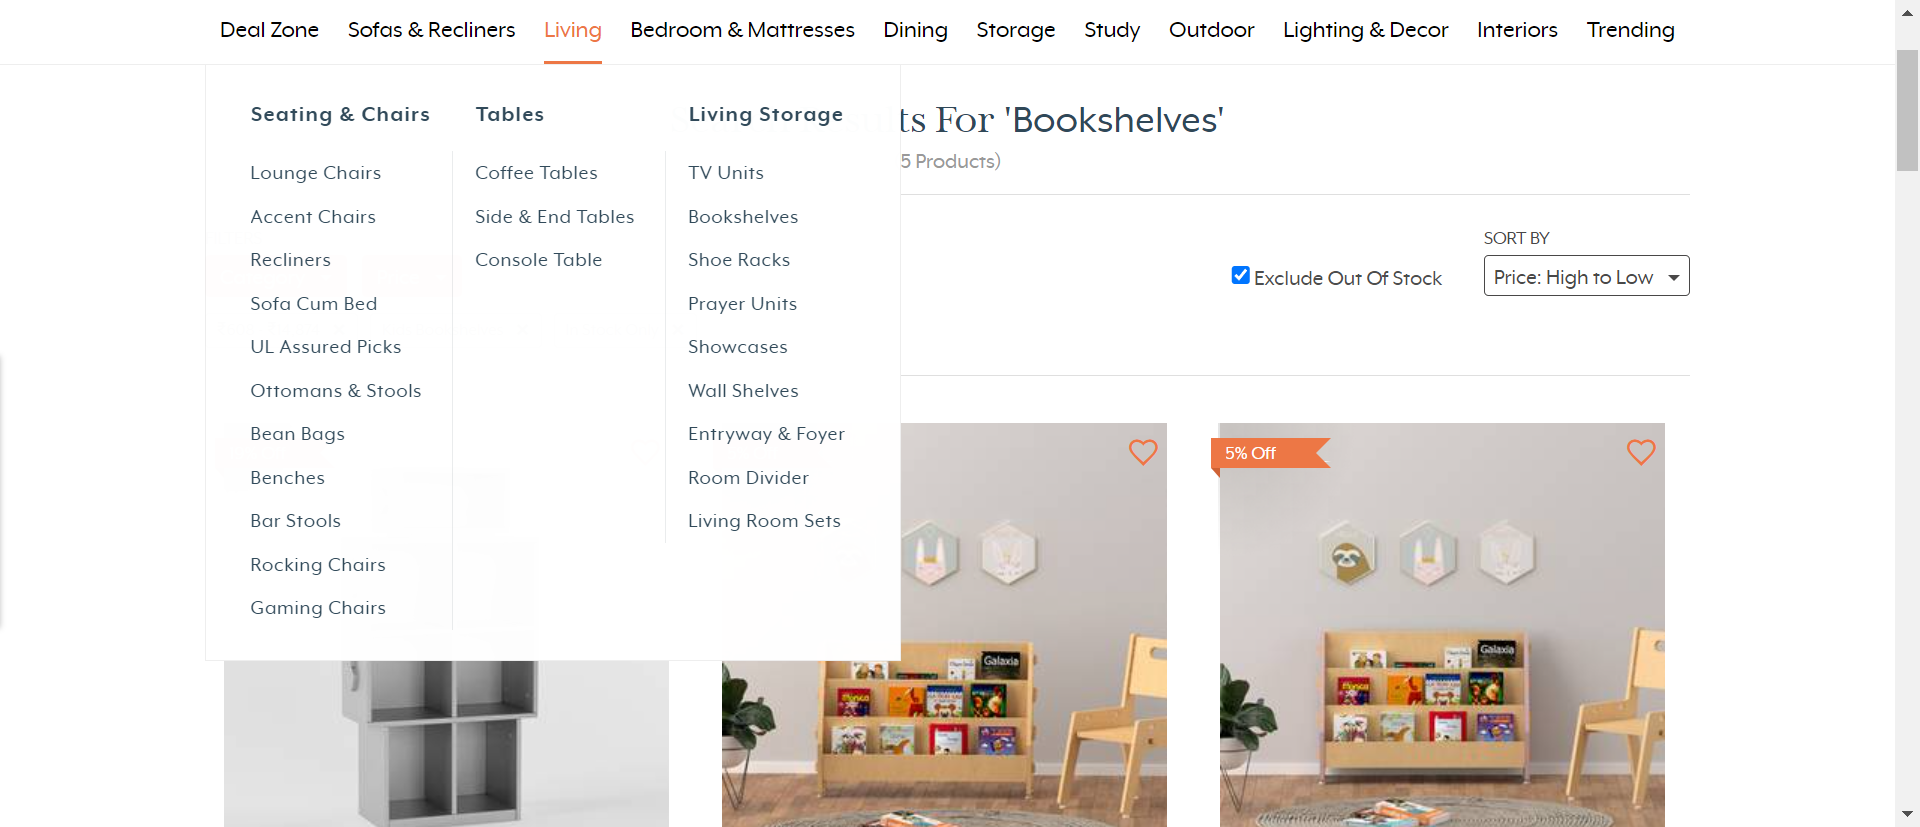 Deal Zone Sofas & Recliners Living Bedroom & Mattresses Dining Storage Study Outdoor Lighting & Decor Interiors Trending
Seating & Chairs
Lounge Chairs
Accent Chairs
Recliners
Sofa Cum Bed
UL Assured Picks
Ottomans & Stools
Bean Bags
Benches
Bar Stools
Rocking Chairs
Gaming Chairs
Tables
Coffee Tables
Side & End Tables
Console Table
Living Storage
TV Units
Bookshelves
Shoe Racks
Prayer Units
Showcases
Wall Shelves
Entryway & Foyer
Room Divider
Living Room Sets
ts For 'Bookshelves'
5 Products)
SORT BY
Exclude Out Of Stock
Price: High to Low
5% Off
Galaxia
Monica
Galaxia